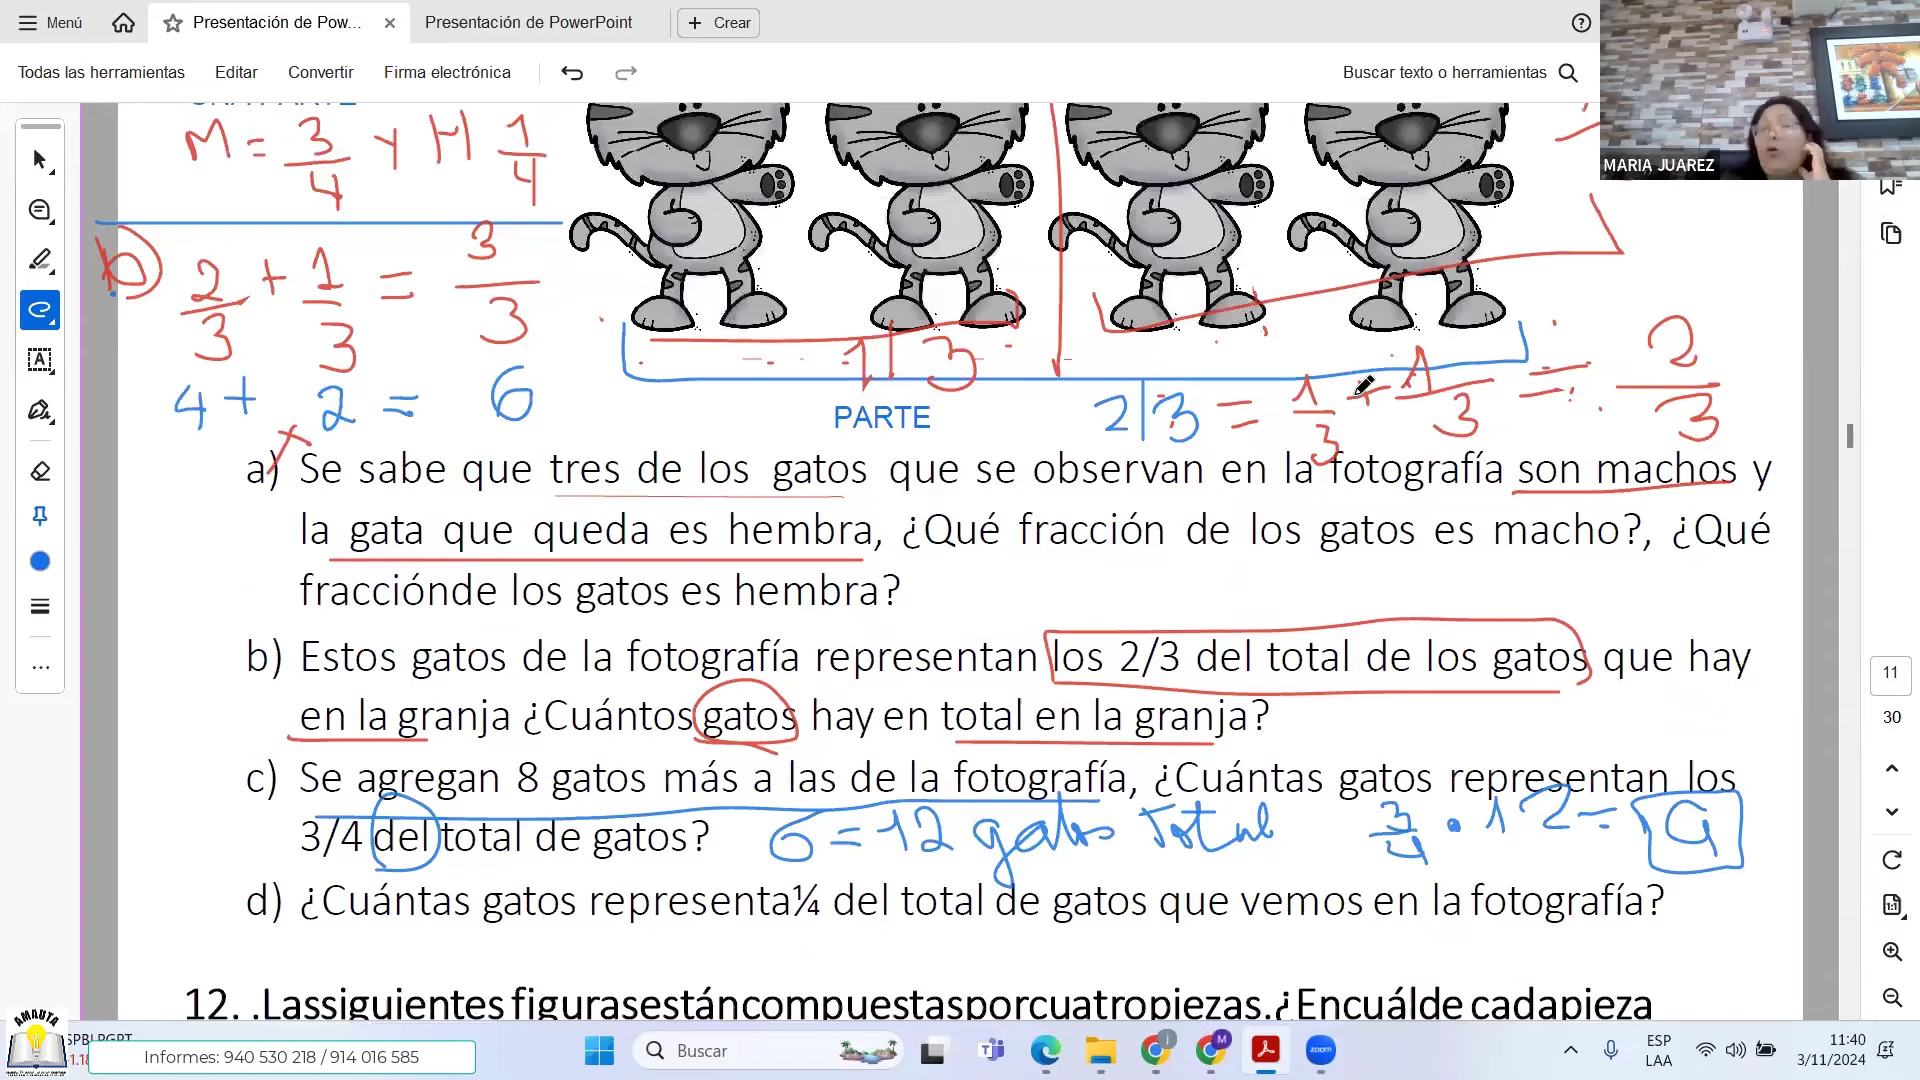 Menú
Presentación de Pow...
Presentación de PowerPoint
Crear
Todas las herramientas
Editar
Convertir
Firma electrónica
Buscar texto o herramientas
MARIA JUAREZ
M = 3/4 y H 1/4
b) 2/3 + 1/3 = 3/3
4 + 2 = 6
1/3
PARTE
2/3 = 1/3 + 1/3 = 2/3
a) Se sabe que tres de los gatos que se observan en la fotografía son machos y
la gata que queda es hembra, ¿Qué fracción de los gatos es macho?, ¿Qué
fracciónde los gatos es hembra?
b) Estos gatos de la fotografía representan los 2/3 del total de los gatos que hay
en la granja ¿Cuántos gatos hay en total en la granja?
c) Se agregan 8 gatos más a las de la fotografía, ¿Cuántas gatos representan los
3/4 del total de gatos? 6 = 12 gatos total 3/4 . 12 = 9
d) ¿Cuántas gatos representa¼ del total de gatos que vemos en la fotografía?
12. .Lassiguientes figurasestáncompuestasporcuatropiezas.¿Encuálde cadapieza
11
30
AMAUTA
Informes: 940 530 218 / 914 016 585
Buscar
zoom
ESP
LAA
11:40
3/11/2024